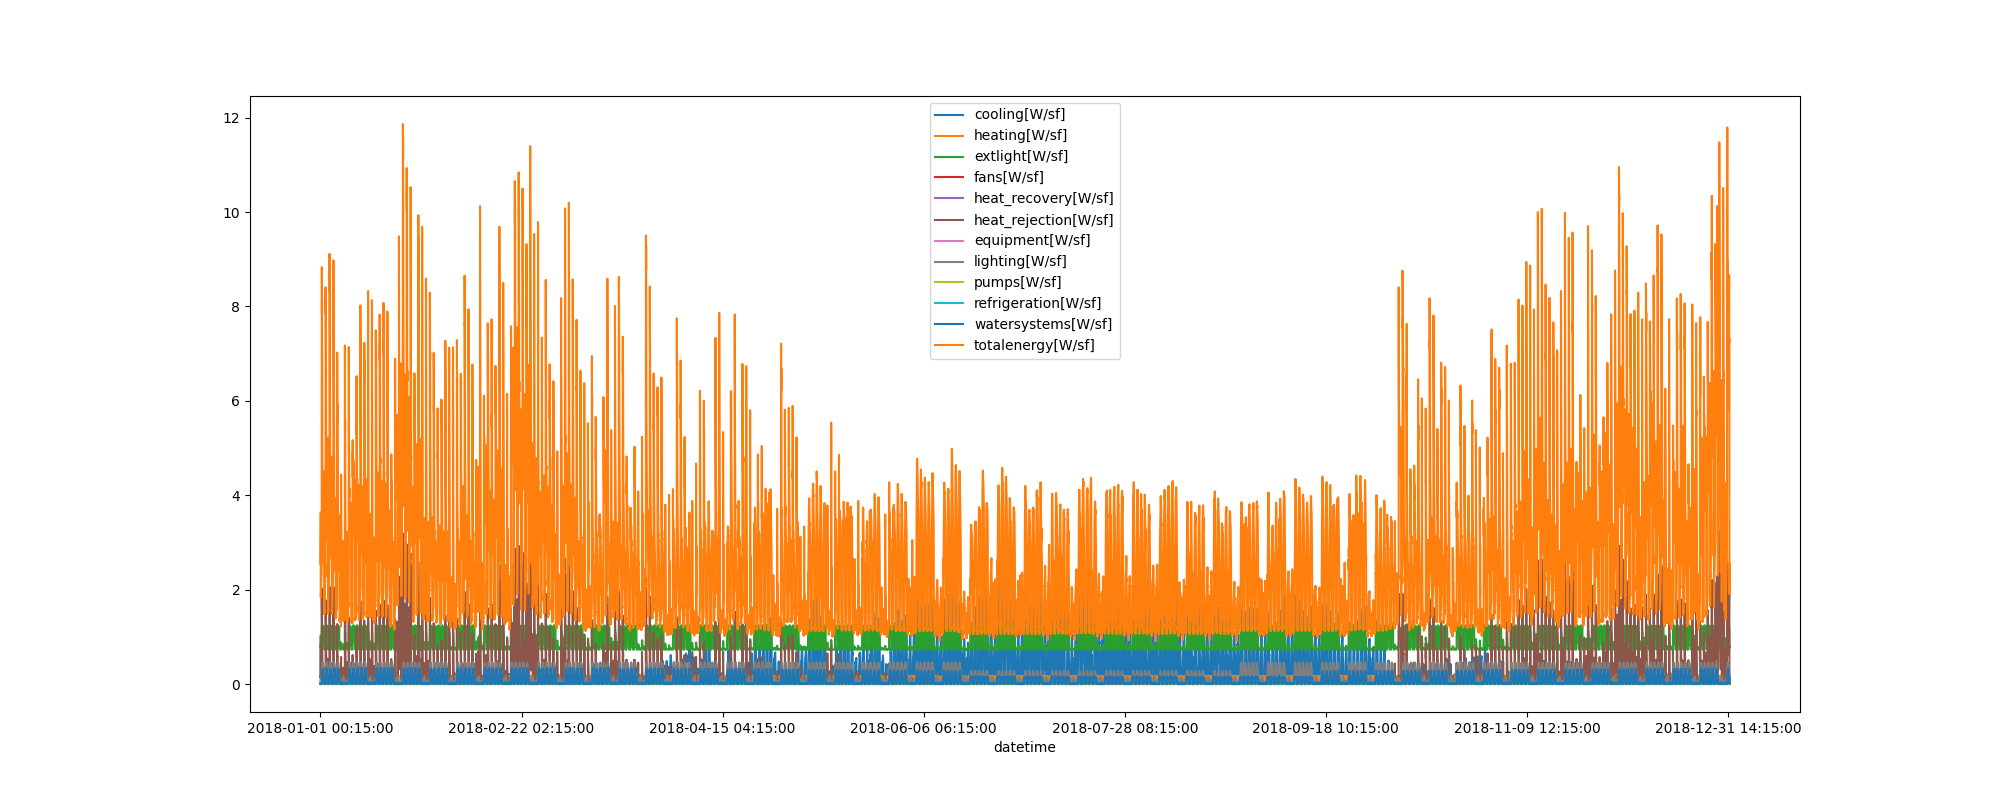 12
10
8
6
4
2
0
cooling[W/sf]
heating[W/sf]
extlight[W/sf]
fans[W/sf]
heat_recovery[W/sf]
heat_rejection[W/sf]
equipment[W/sf]
lighting[W/sf]
pumps[W/sf]
refrigeration[W/sf]
watersystems[W/sf]
totalenergy[W/sf]
2018-01-01 00:15:00 2018-02-22 02:15:00 2018-04-15 04:15:00 2018-06-06 06:15:00 2018-07-28 08:15:00 2018-09-18 10:15:00 2018-11-09 12:15:00 2018-12-31 14:15:00
datetime